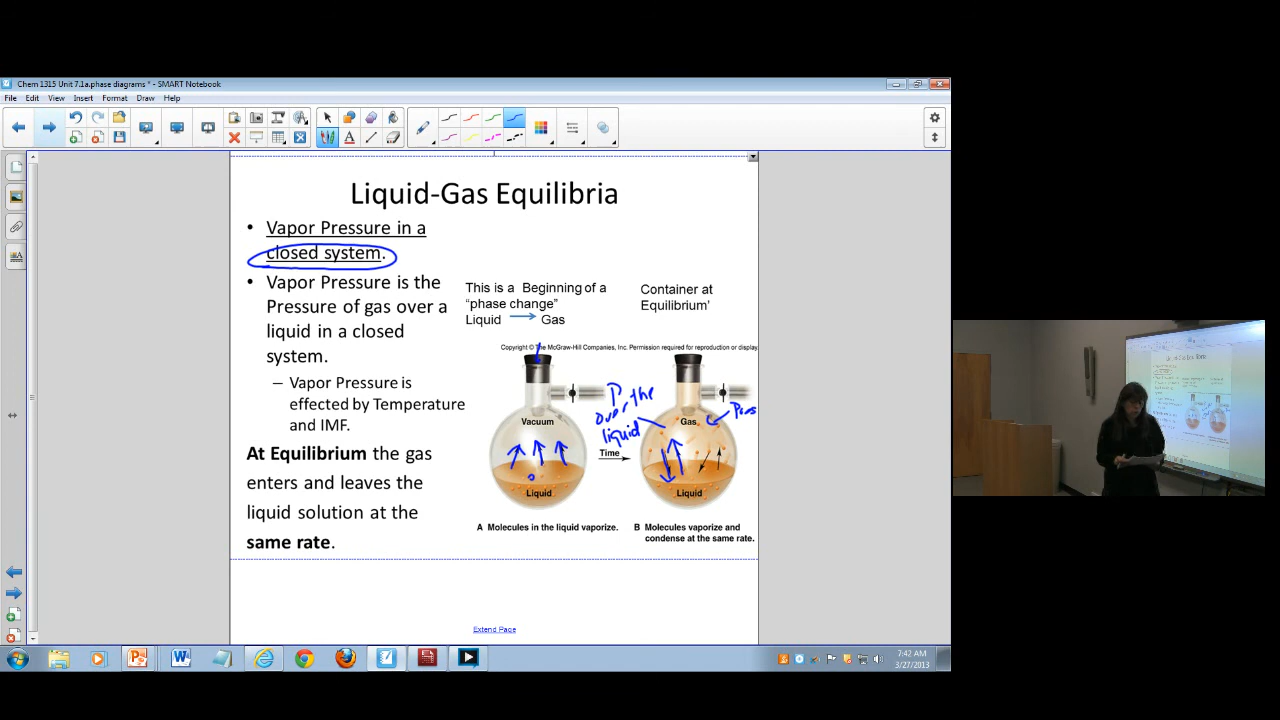 Chem 1315 Unit 7.1a.phase diagrams * - SMART Notebook
File Edit View Insert Format Draw Help
Liquid-Gas Equilibria
• Vapor Pressure in a
closed system.
• Vapor Pressure is the
Pressure of gas over a
liquid in a closed
system.
– Vapor Pressure is
effected by Temperature
and IMF.
At Equilibrium the gas
enters and leaves the
liquid solution at the
same rate.
This is a Beginning of a
“phase change”
Liquid Gas
Container at
Equilibrium’
Copyright © The McGraw-Hill Companies, Inc. Permission required for reproduction or display.
Vacuum
Liquid
P
over the
liquid
Time
Gas
Liquid
A Molecules in the liquid vaporize.
B Molecules vaporize and
condense at the same rate.
Extend Page
7:42 AM
3/27/2013